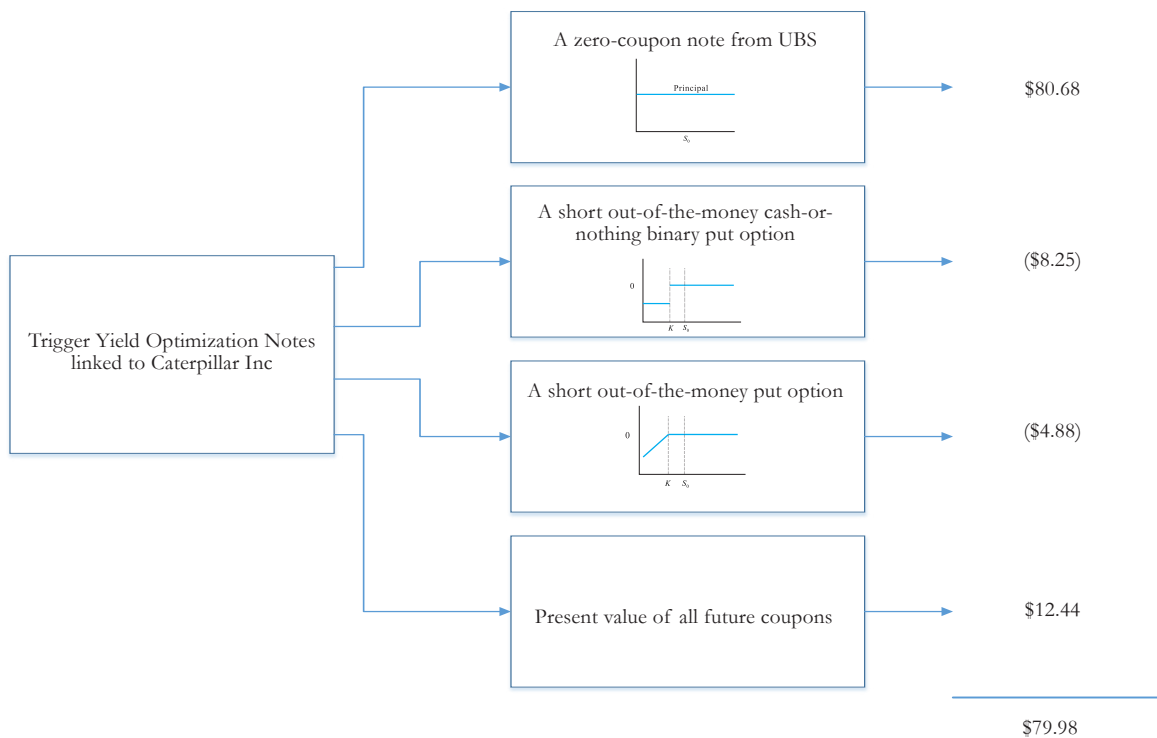 A zero-coupon note from UBS
Principal
S₀
$80.68
A short out-of-the-money cash-or-
nothing binary put option
0
K S₀
($8.25)
Trigger Yield Optimization Notes
linked to Caterpillar Inc
A short out-of-the-money put option
0
K S₀
($4.88)
Present value of all future coupons
$12.44
$79.98